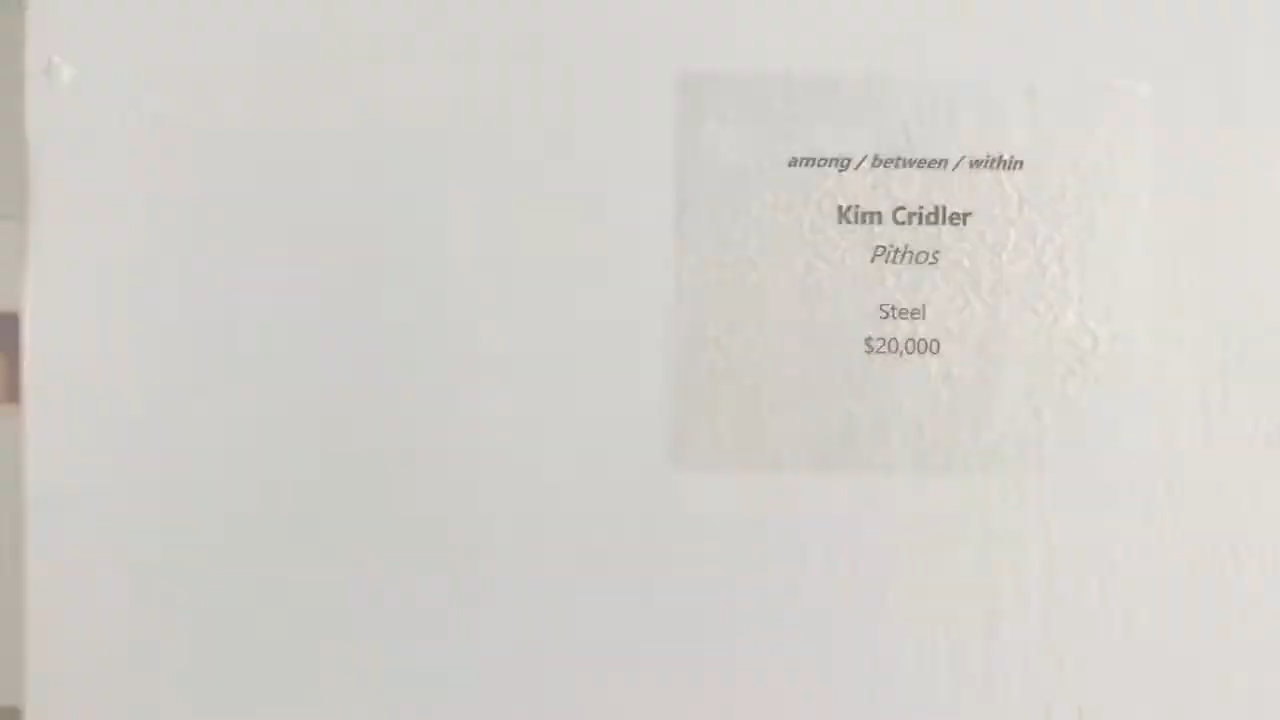 among / between / within
Kim Cridler
Pithos
Steel
$20,000